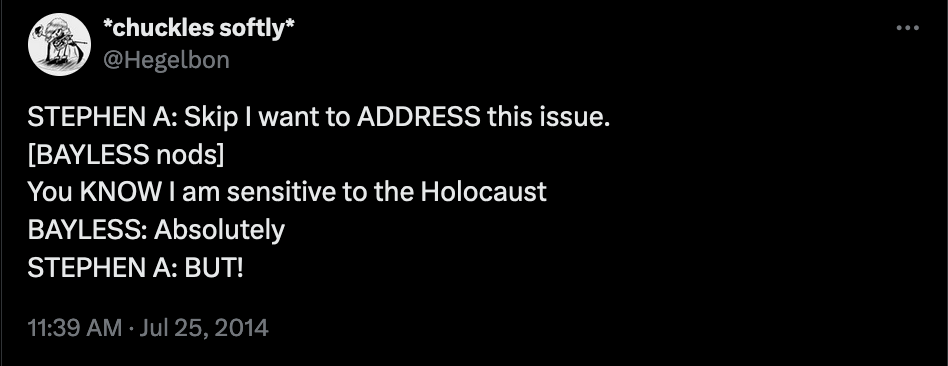 *chuckles softly*
@Hegelbon
STEPHEN A: Skip I want to ADDRESS this issue.
[BAYLESS nods]
You KNOW I am sensitive to the Holocaust
BAYLESS: Absolutely
STEPHEN A: BUT!
11:39 AM · Jul 25, 2014